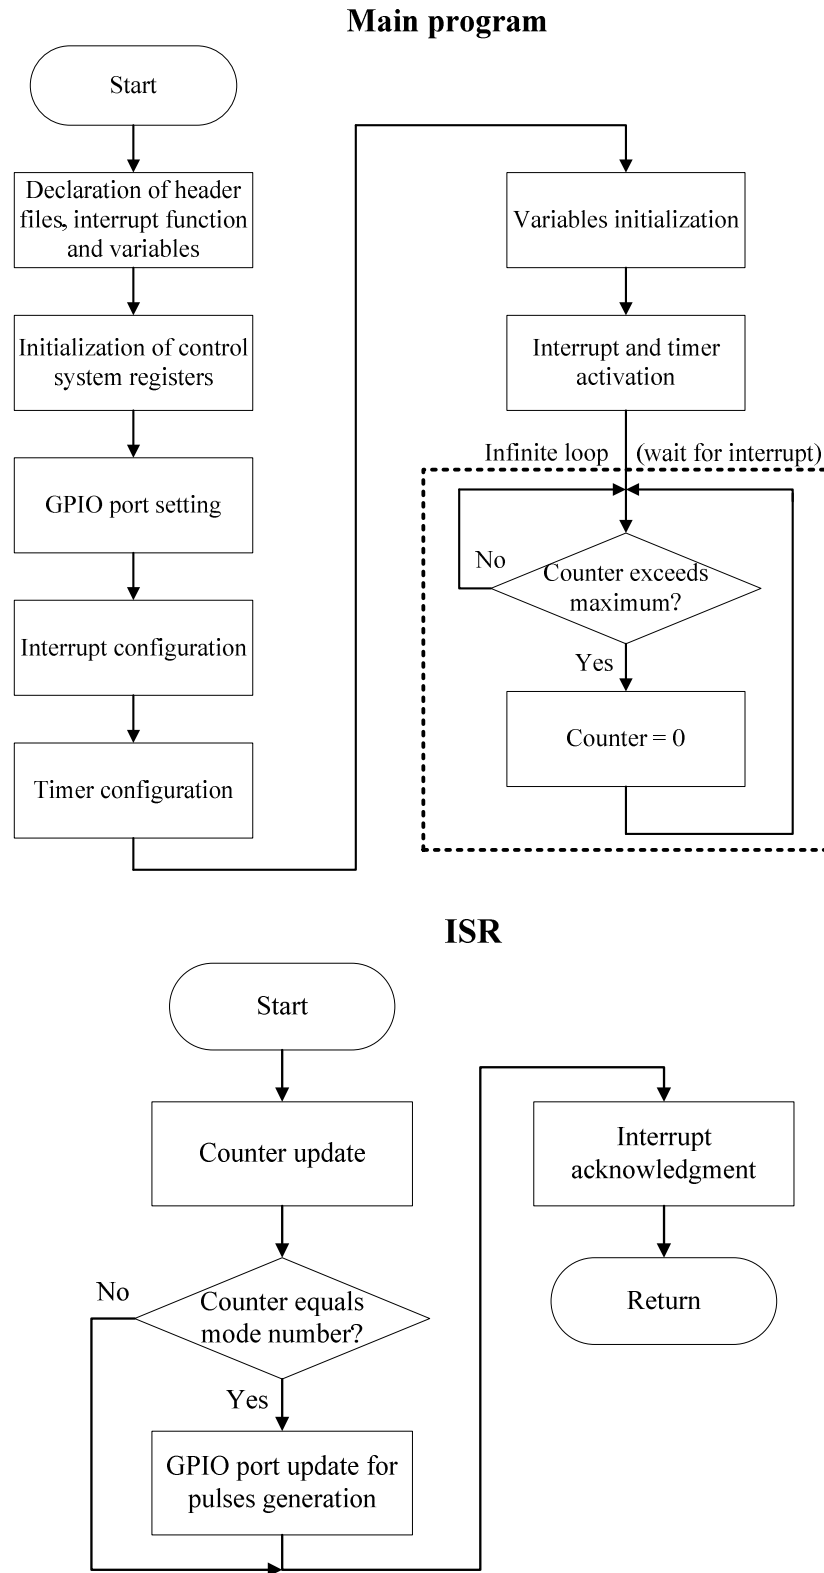 Main program
Start
Declaration of header
files, interrupt function
and variables
Initialization of control
system registers
GPIO port setting
Interrupt configuration
Timer configuration
Variables initialization
Interrupt and timer
activation
Infinite loop (wait for interrupt)
No
Counter exceeds
maximum?
Yes
Counter = 0
ISR
Start
Counter update
No
Counter equals
mode number?
Yes
GPIO port update for
pulses generation
Interrupt
acknowledgment
Return